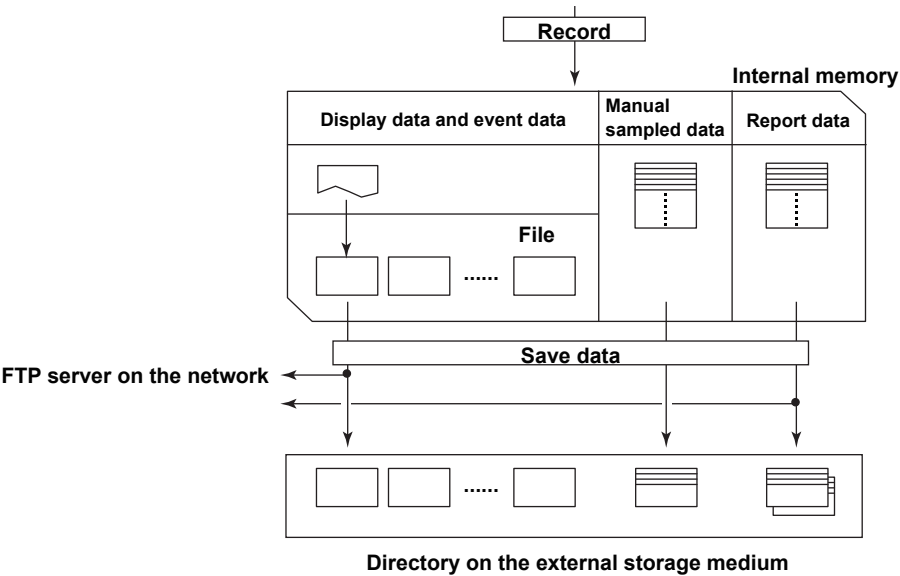 Record
Internal memory
Display data and event data
Manual
sampled data
Report data
File
Save data
FTP server on the network
Directory on the external storage medium